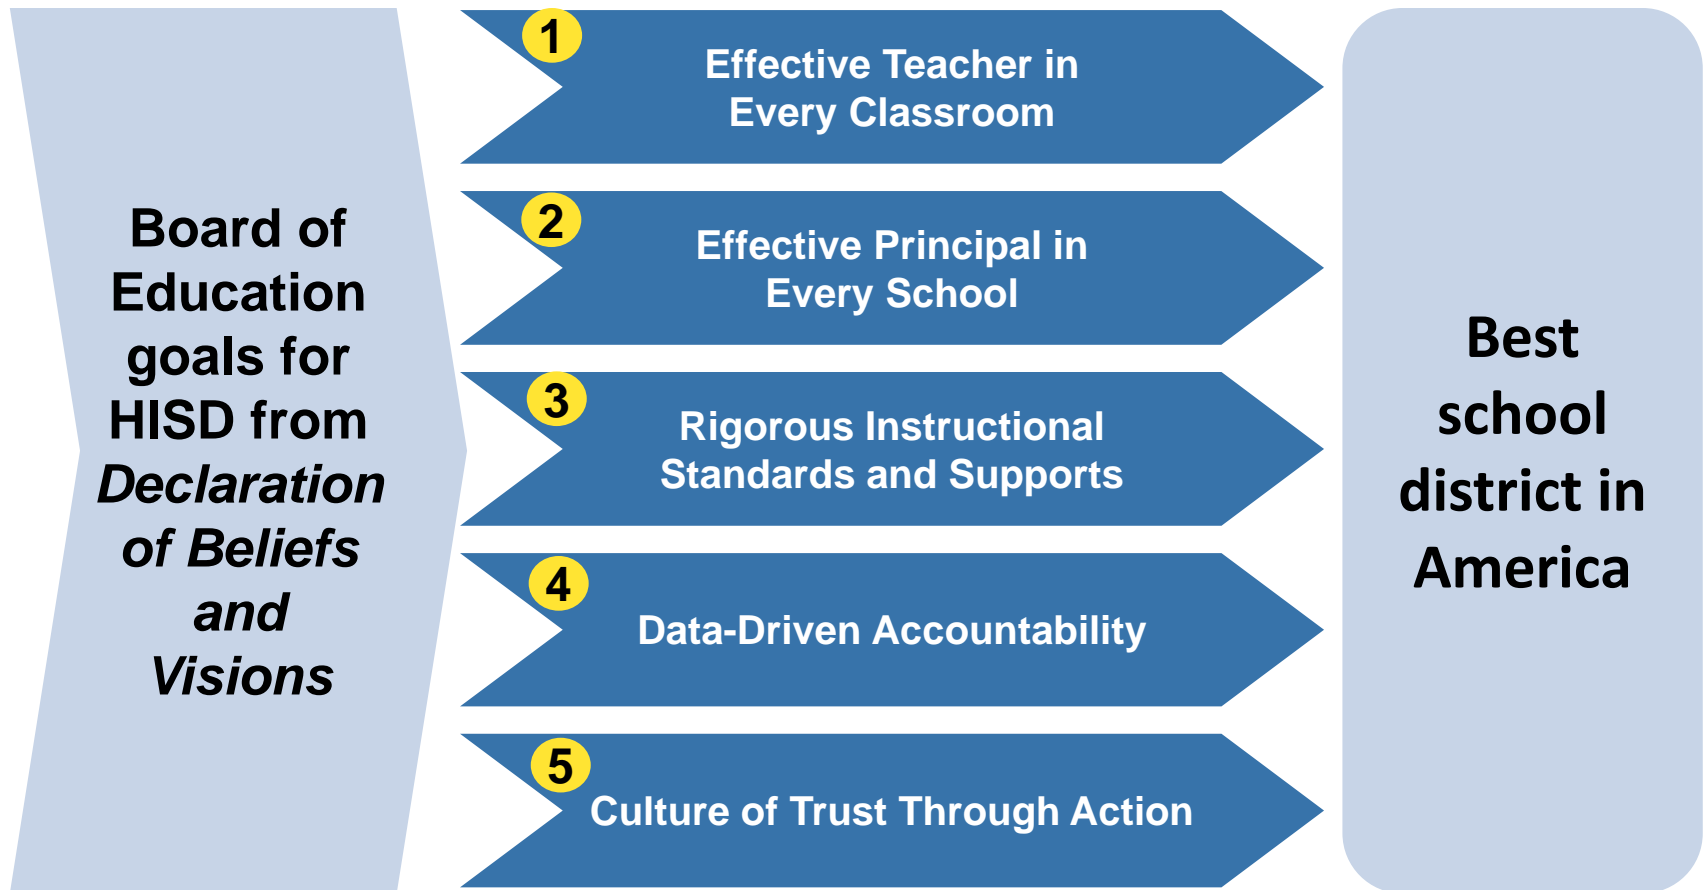 Board of
Education
goals for
HISD from
Declaration
of Beliefs
and
Visions
1
Effective Teacher in
Every Classroom
2
Effective Principal in
Every School
3
Rigorous Instructional
Standards and Supports
4
Data-Driven Accountability
5
Culture of Trust Through Action
Best
school
district in
America